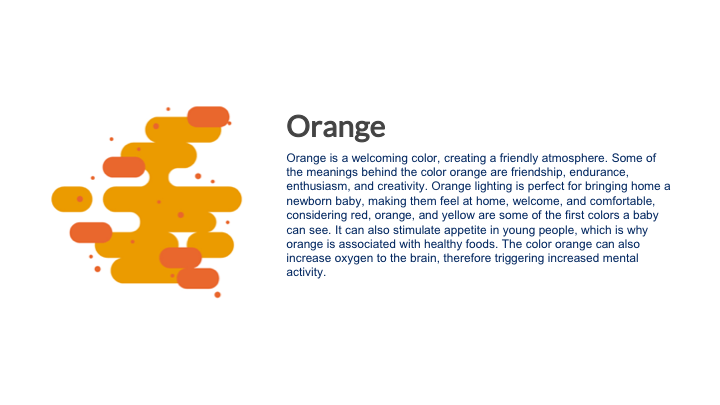 Orange
Orange is a welcoming color, creating a friendly atmosphere. Some of
the meanings behind the color orange are friendship, endurance,
enthusiasm, and creativity. Orange lighting is perfect for bringing home a
newborn baby, making them feel at home, welcome, and comfortable,
considering red, orange, and yellow are some of the first colors a baby
can see. It can also stimulate appetite in young people, which is why
orange is associated with healthy foods. The color orange can also
increase oxygen to the brain, therefore triggering increased mental
activity.